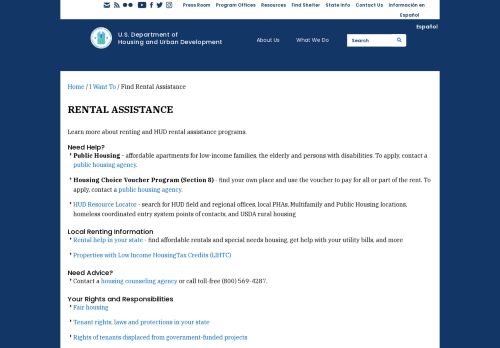 Press Room Program Offices Resources Find Shelter State Info Contact Us Información en Español
Español
U.S. Department of
Housing and Urban Development
About Us What We Do Search
Home / I Want To / Find Rental Assistance
RENTAL ASSISTANCE
Learn more about renting and HUD rental assistance programs.
Need Help?
Public Housing - affordable apartments for low-income families, the elderly and persons with disabilities. To apply, contact a
public housing agency.
Housing Choice Voucher Program (Section 8) - find your own place and use the voucher to pay for all or part of the rent. To
apply, contact a public housing agency.
HUD Resource Locator - search for HUD field and regional offices, local PHAs, Multifamily and Public Housing locations,
homeless coordinated entry system points of contacts, and USDA rural housing
Local Renting Information
Rental help in your state - find affordable rentals and special needs housing, get help with your utility bills, and more
Properties with Low Income HousingTax Credits (LIHTC)
Need Advice?
Contact a housing counseling agency or call toll-free (800) 569-4287.
Your Rights and Responsibilities
Fair housing
Tenant rights, laws and protections in your state
Rights of tenants displaced from government-funded projects